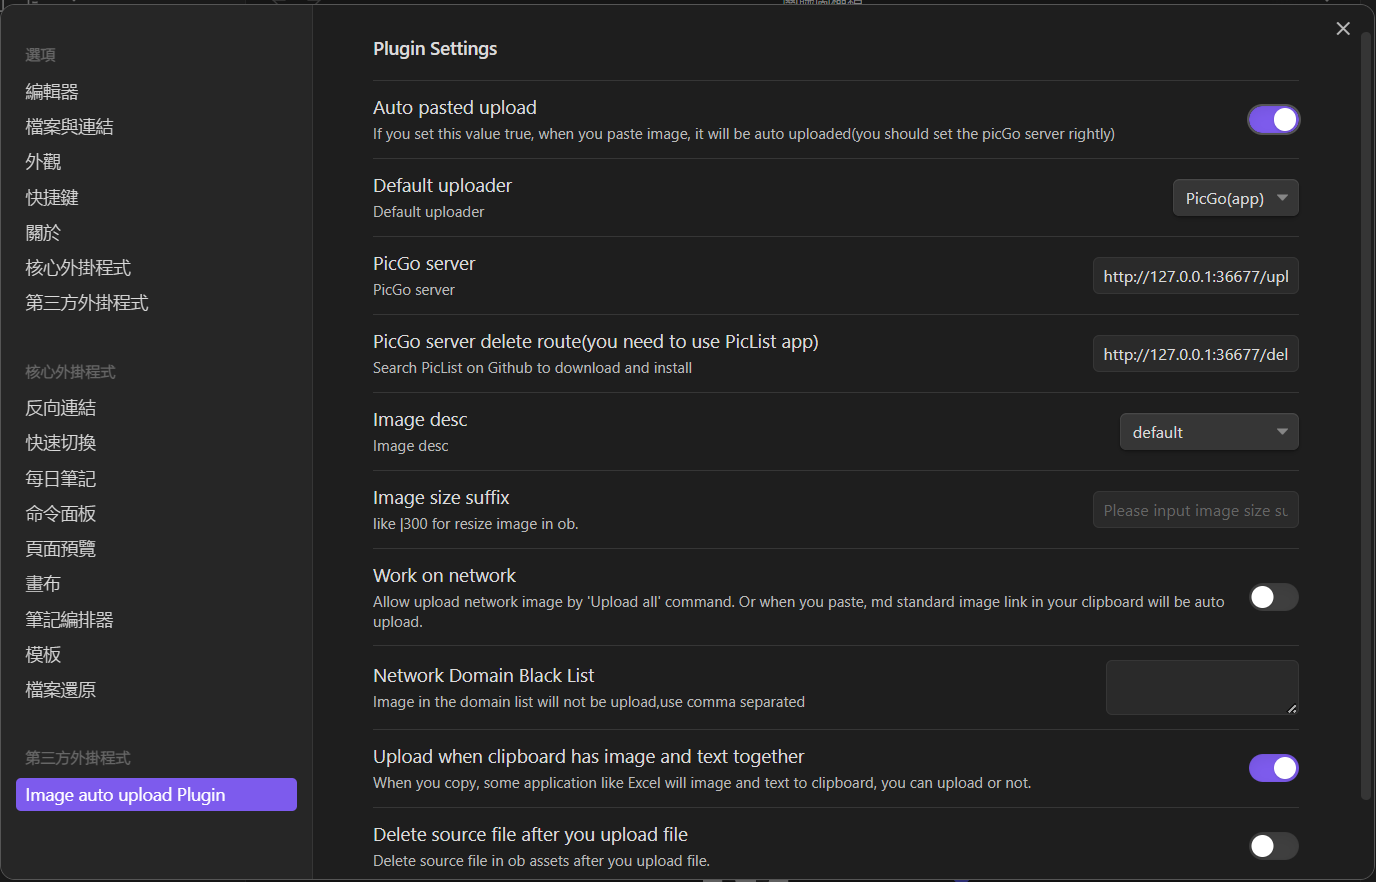 選項
編輯器
檔案與連結
外觀
快捷鍵
關於
核心外掛程式
第三方外掛程式
核心外掛程式
反向連結
快速切換
每日筆記
命令面板
頁面預覽
畫布
筆記編排器
模板
檔案還原
第三方外掛程式
Image auto upload Plugin
Plugin Settings
Auto pasted upload
If you set this value true, when you paste image, it will be auto uploaded(you should set the picGo server rightly)
Default uploader
Default uploader
PicGo(app)
PicGo server
PicGo server
http://127.0.0.1:36677/upl
PicGo server delete route(you need to use PicList app)
Search PicList on Github to download and install
http://127.0.0.1:36677/del
Image desc
Image desc
default
Image size suffix
like |300 for resize image in ob.
Please input image size su
Work on network
Allow upload network image by 'Upload all' command. Or when you paste, md standard image link in your clipboard will be auto
upload.
Network Domain Black List
Image in the domain list will not be upload,use comma separated
Upload when clipboard has image and text together
When you copy, some application like Excel will image and text to clipboard, you can upload or not.
Delete source file after you upload file
Delete source file in ob assets after you upload file.